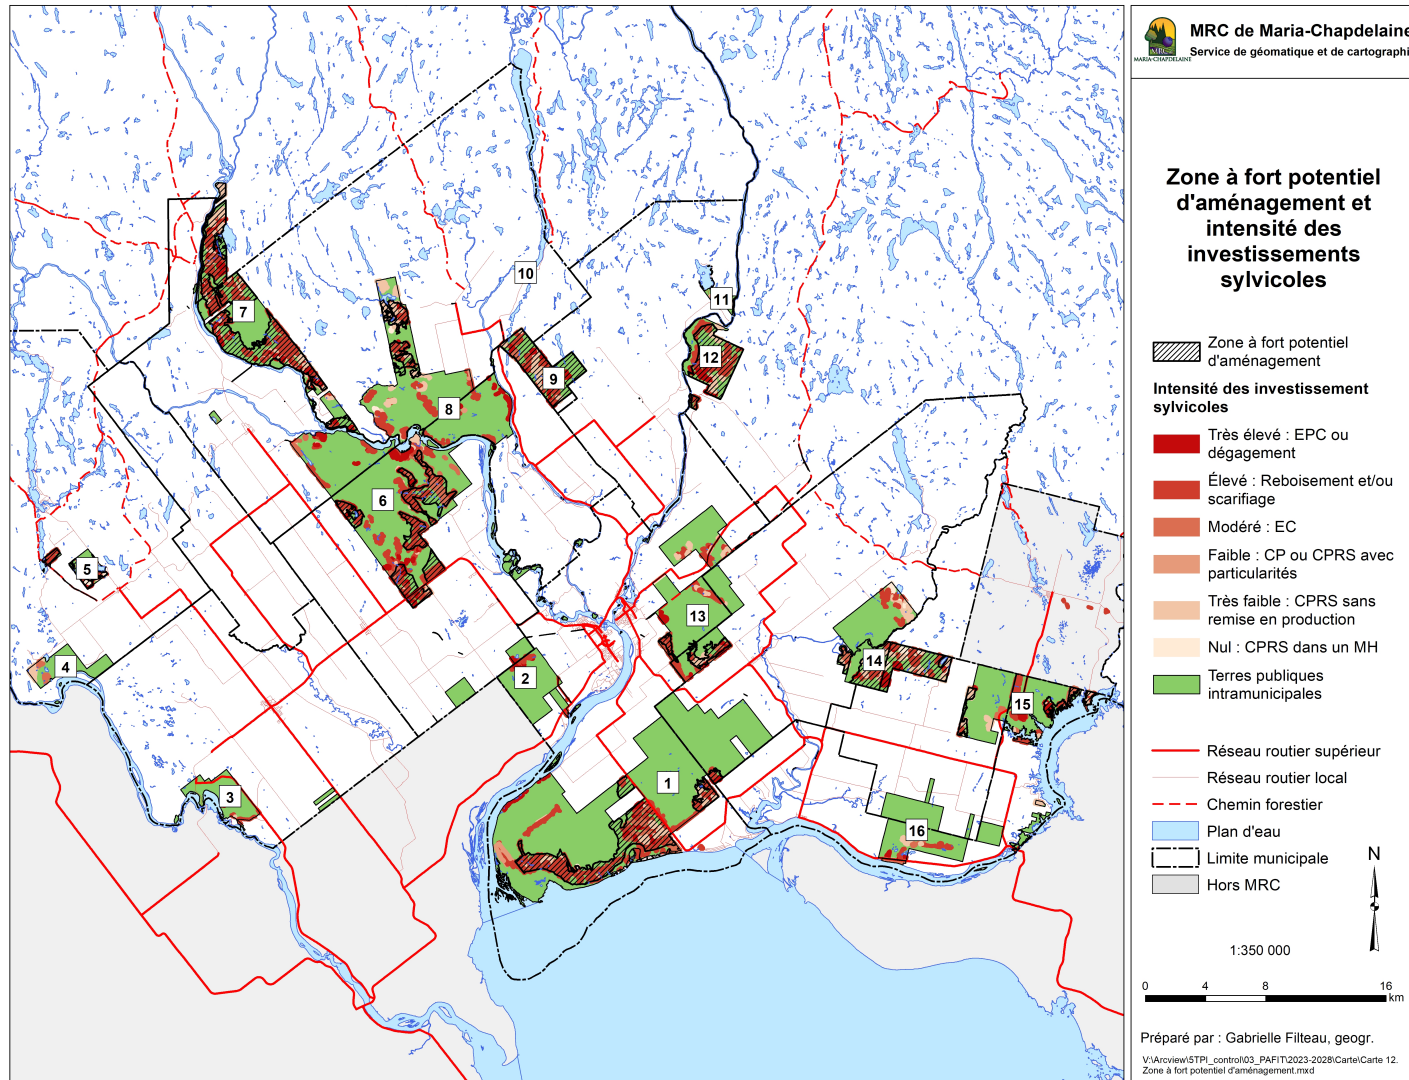 MRC de Maria-Chapdelaine
Service de géomatique et de cartographi
MRC
MARIA-CHAPDELAINE
Zone à fort potentiel
d'aménagement et
intensité des
investissements
sylvicoles
Zone à fort potentiel
d'aménagement
Intensité des investissement
sylvicoles
Très élevé : EPC ou
dégagement
Élevé : Reboisement et/ou
scarifiage
Modéré : EC
Faible : CP ou CPRS avec
particularités
Très faible : CPRS sans
remise en production
Nul : CPRS dans un MH
Terres publiques
intramunicipales
Réseau routier supérieur
Réseau routier local
Chemin forestier
Plan d'eau
Limite municipale
Hors MRC
N
1:350 000
0 4 8 16
km
Préparé par : Gabrielle Filteau, geogr.
V:\Arcview\5TPI_control\03_PAFIT\2023-2028\Carte\Carte 12.
Zone à fort potentiel d'aménagement.mxd
10
11
7
12
9
8
6
5
13
14
4
2
15
1
3
16